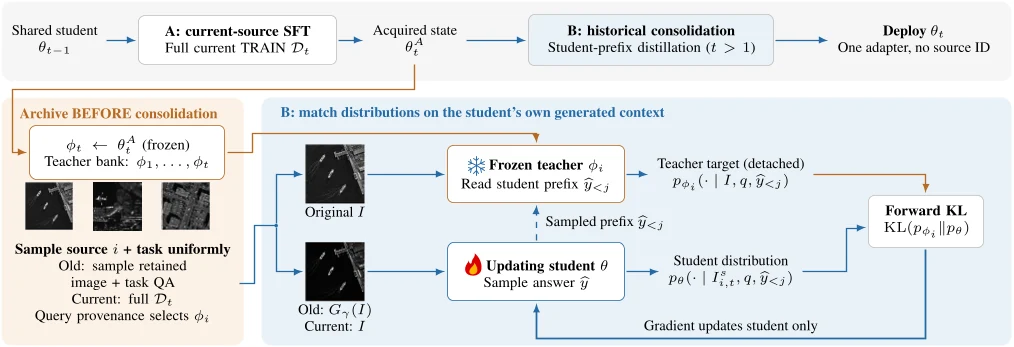 Shared student
θ_{t−1}
A: current-source SFT
Full current TRAIN 𝒟_t
Acquired state
θ_t^A
B: historical consolidation
Student-prefix distillation (t > 1)
Deploy θ_t
One adapter, no source ID
Archive BEFORE consolidation
ϕ_t ← θ_t^A (frozen)
Teacher bank: ϕ_1, . . . , ϕ_t
Sample source i + task uniformly
Old: sample retained
image + task QA
Current: full 𝒟_t
Query provenance selects ϕ_i
B: match distributions on the student's own generated context
Original I
Old: G_γ(I)
Current: I
Frozen teacher ϕ_i
Read student prefix ŷ_{<j}
Sampled prefix ŷ_{<j}
Updating student θ
Sample answer ŷ
Teacher target (detached)
p_{ϕ_i}(· | I, q, ŷ_{<j})
Student distribution
p_θ(· | I_{i,t}^s, q, ŷ_{<j})
Forward KL
KL(p_{ϕ_i}‖p_θ)
Gradient updates student only